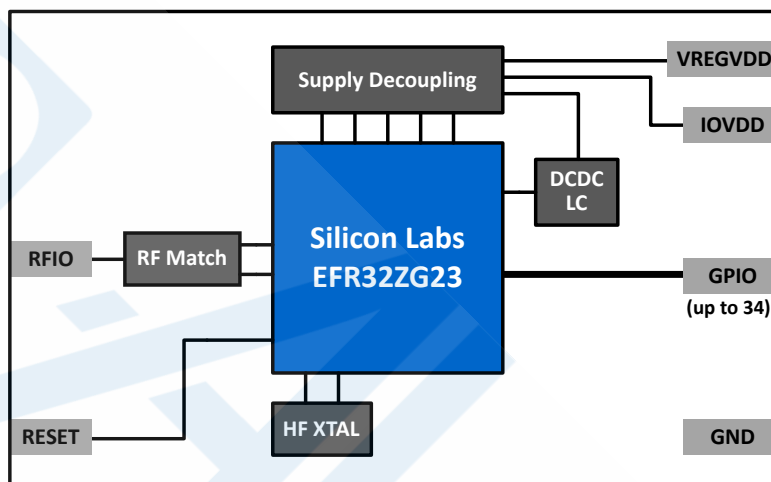 Supply Decoupling
VREGVDD
IOVDD
DCDC
LC
Silicon Labs
EFR32ZG23
RFIO
RF Match
GPIO
(up to 34)
RESET
HF XTAL
GND